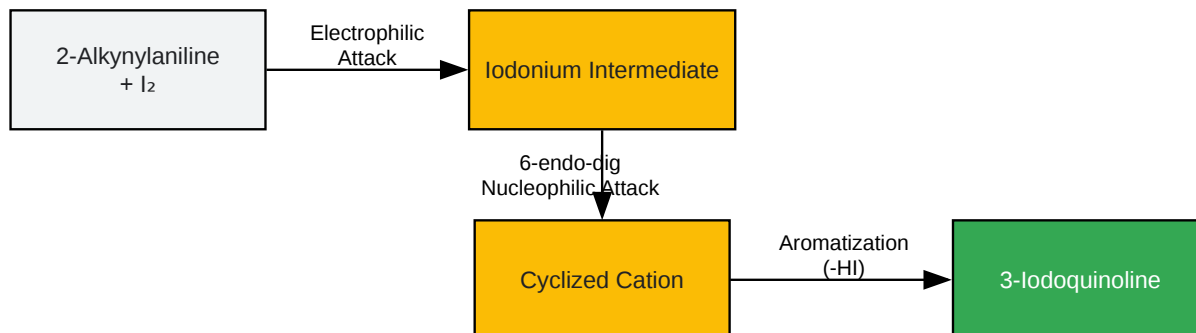 2-Alkynylaniline
+ I₂
Electrophilic
Attack
Iodonium Intermediate
6-endo-dig
Nucleophilic Attack
Cyclized Cation
Aromatization
(-HI)
3-Iodoquinoline